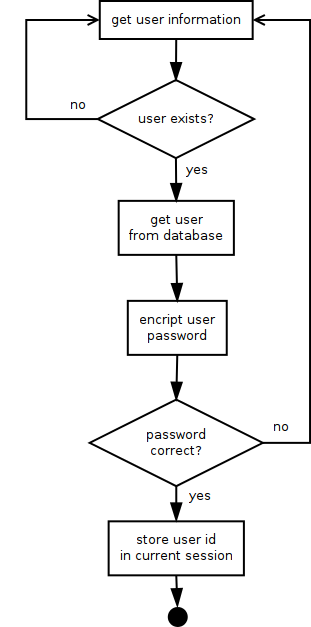 get user information
no
user exists?
yes
get user
from database
encript user
password
password
correct?
no
yes
store user id
in current session